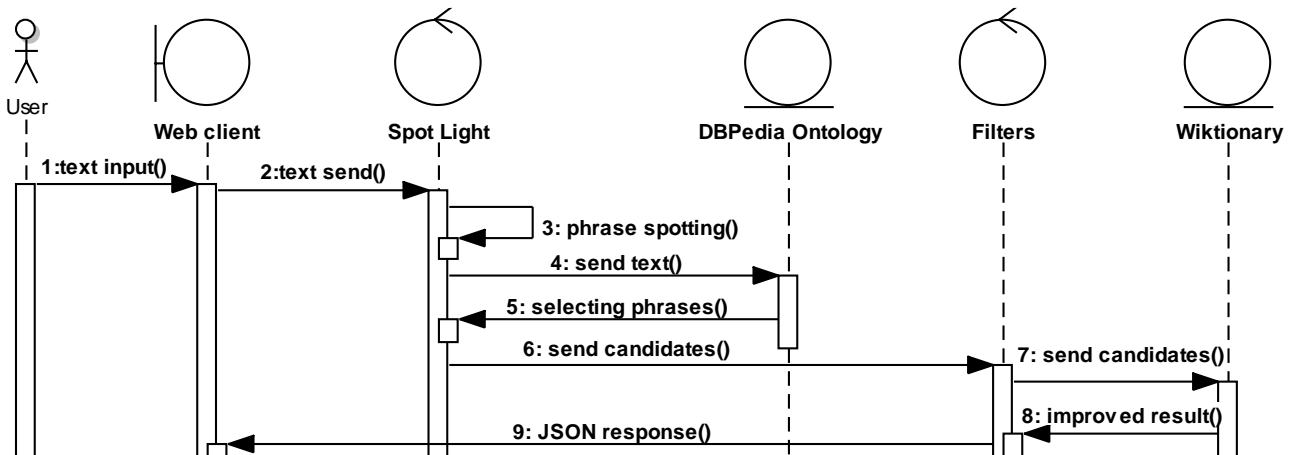 User
Web client
Spot Light
DBPedia Ontology
Filters
Wiktionary
1:text input()
2:text send()
3: phrase spotting()
4: send text()
5: selecting phrases()
6: send candidates()
7: send candidates()
8: improved result()
9: JSON response()